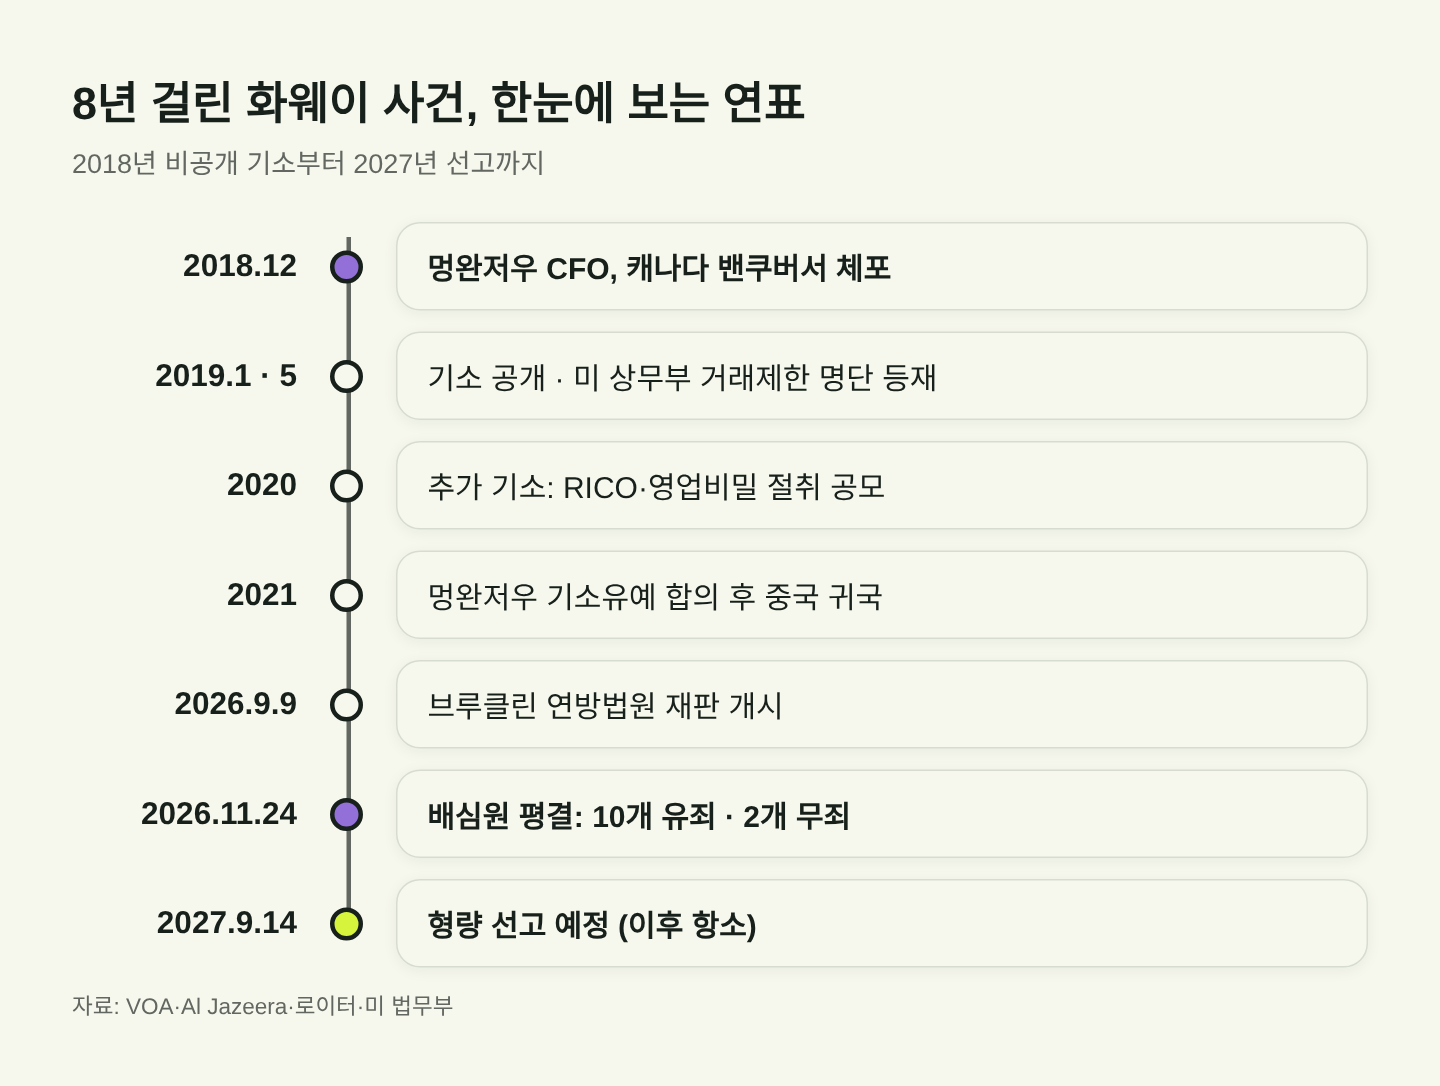 8년 걸린 화웨이 사건, 한눈에 보는 연표
2018년 비공개 기소부터 2027년 선고까지
2018.12
멍완저우 CFO, 캐나다 밴쿠버서 체포
2019.1 · 5
기소 공개 · 미 상무부 거래제한 명단 등재
2020
추가 기소: RICO·영업비밀 절취 공모
2021
멍완저우 기소유예 합의 후 중국 귀국
2026.9.9
브루클린 연방법원 재판 개시
2026.11.24
배심원 평결: 10개 유죄 · 2개 무죄
2027.9.14
형량 선고 예정 (이후 항소)
자료: VOA·Al Jazeera·로이터·미 법무부